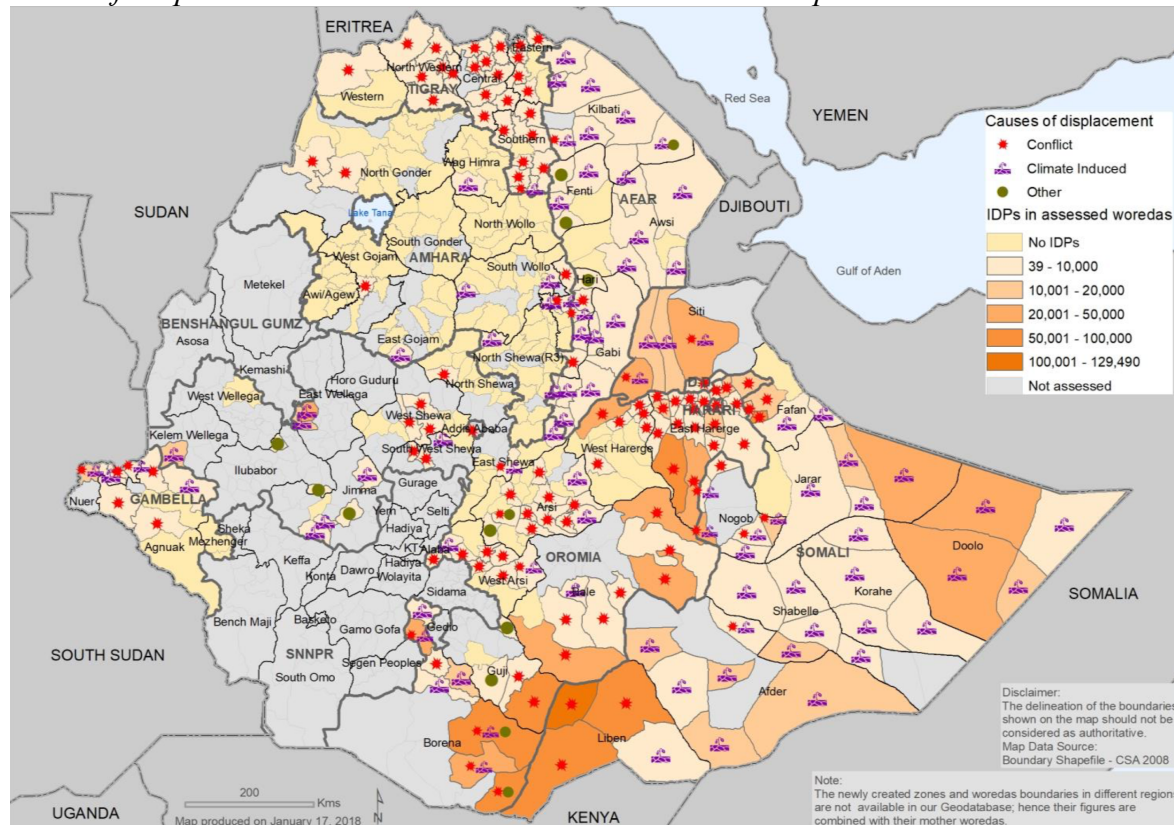 ERITREA
YEMEN
Red Sea
SUDAN
DJIBOUTI
Gulf of Aden
SOUTH SUDAN
SOMALIA
UGANDA
KENYA
Causes of displacement
Conflict
Climate Induced
Other
IDPs in assessed woredas
No IDPs
39 - 10,000
10,001 - 20,000
20,001 - 50,000
50,001 - 100,000
100,001 - 129,490
Not assessed
Eastern
North Western
Central
TIGRAY
Western
Kilbati
Southern
Wag Himra
North Gonder
Fenti
AFAR
Lake Tana
North Wollo
Awsi
South Gonder
West Gojam
AMHARA
South Wollo
Hari
Metekel
Awi/Agew
Siti
BENSHANGUL GUMZ
Asosa
East Gojam
Gabi
North Shewa(R3)
Kemashi
Horo Guduru
North Shewa
East Wellega
West Wellega
HARARI
Fafan
West Shewa
Addis Ababa
East Harerge
Kelem Wellega
South West Shewa
West Harerge
East Shewa
Ilubabor
Jarar
Nuer
GAMBELLA
Jimma
Gurage
Yem
Selti
Arsi
Nogob
Sheka
Hadiya
Agnuak
Mezhenger
OROMIA
SOMALI
Doolo
Keffa
KT
Alaba
Dawro
Hadiya
Konta
Wolayita
West Arsi
Korahe
Sidama
Bale
Shabelle
Bench Maji
Basketo
Gedio
Gamo Gofa
SNNPR
Segen Peoples
Guji
South Omo
Afder
Borena
Liben
Disclaimer:
The delineation of the boundaries
shown on the map should not be
considered as authoritative.
Map Data Source:
Boundary Shapefile - CSA 2008
Note:
The newly created zones and woredas boundaries in different regions
are not available in our Geodatabase; hence their figures are
combined with their mother woredas.
200
Kms
N
Map produced on January 17, 2018